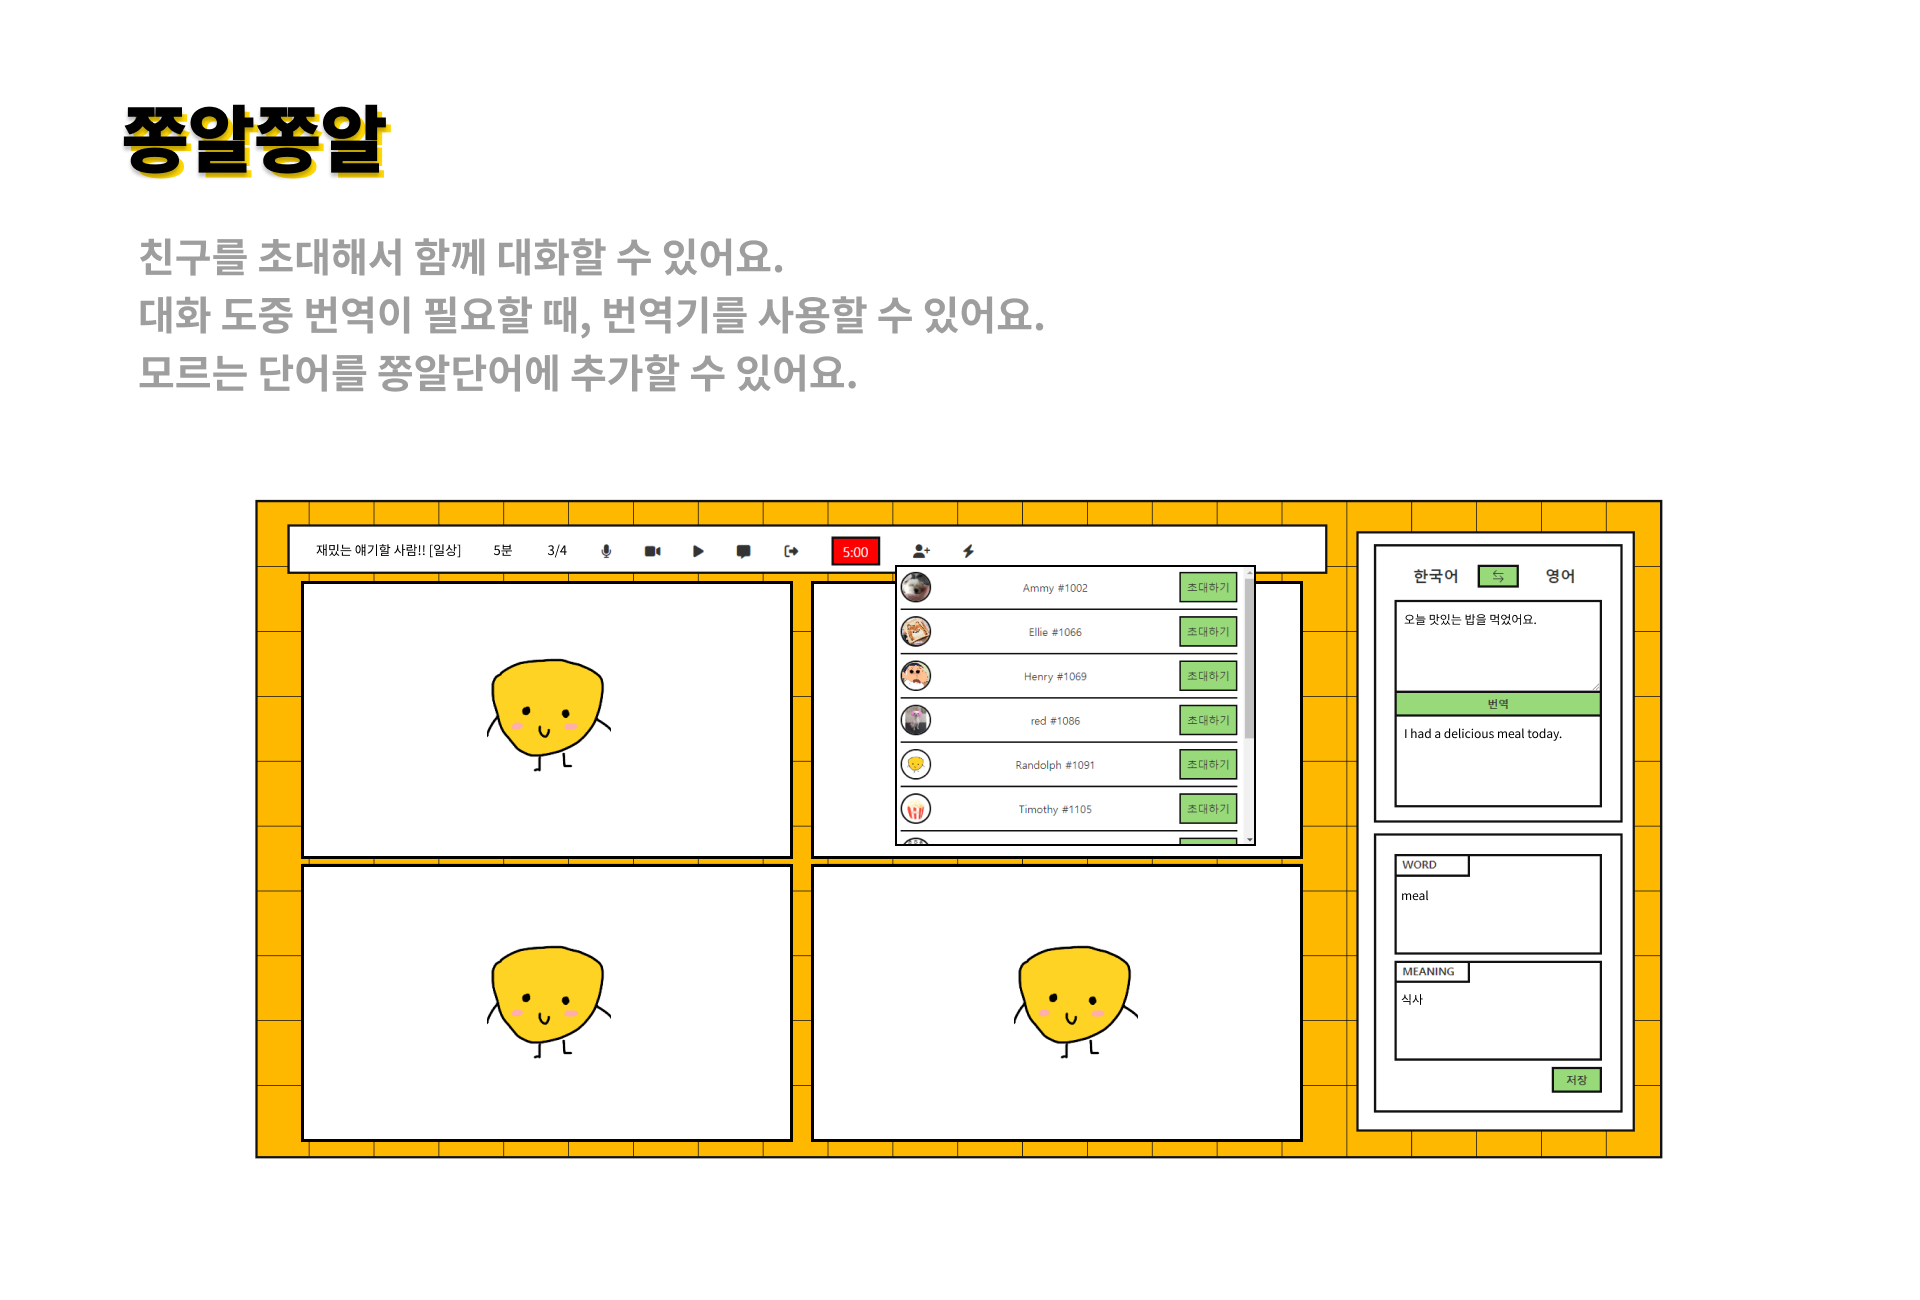 쫑알쫑알
친구를 초대해서 함께 대화할 수 있어요.
대화 도중 번역이 필요할 때, 번역기를 사용할 수 있어요.
모르는 단어를 쫑알단어에 추가할 수 있어요.
재밌는 얘기할 사람!! [일상] 5분 3/4 5:00
Ammy #1002 초대하기
Ellie #1066 초대하기
Henry #1069 초대하기
red #1086 초대하기
Randolph #1091 초대하기
Timothy #1105 초대하기
한국어 영어
오늘 맛있는 밥을 먹었어요.
번역
I had a delicious meal today.
WORD
meal
MEANING
식사
저장